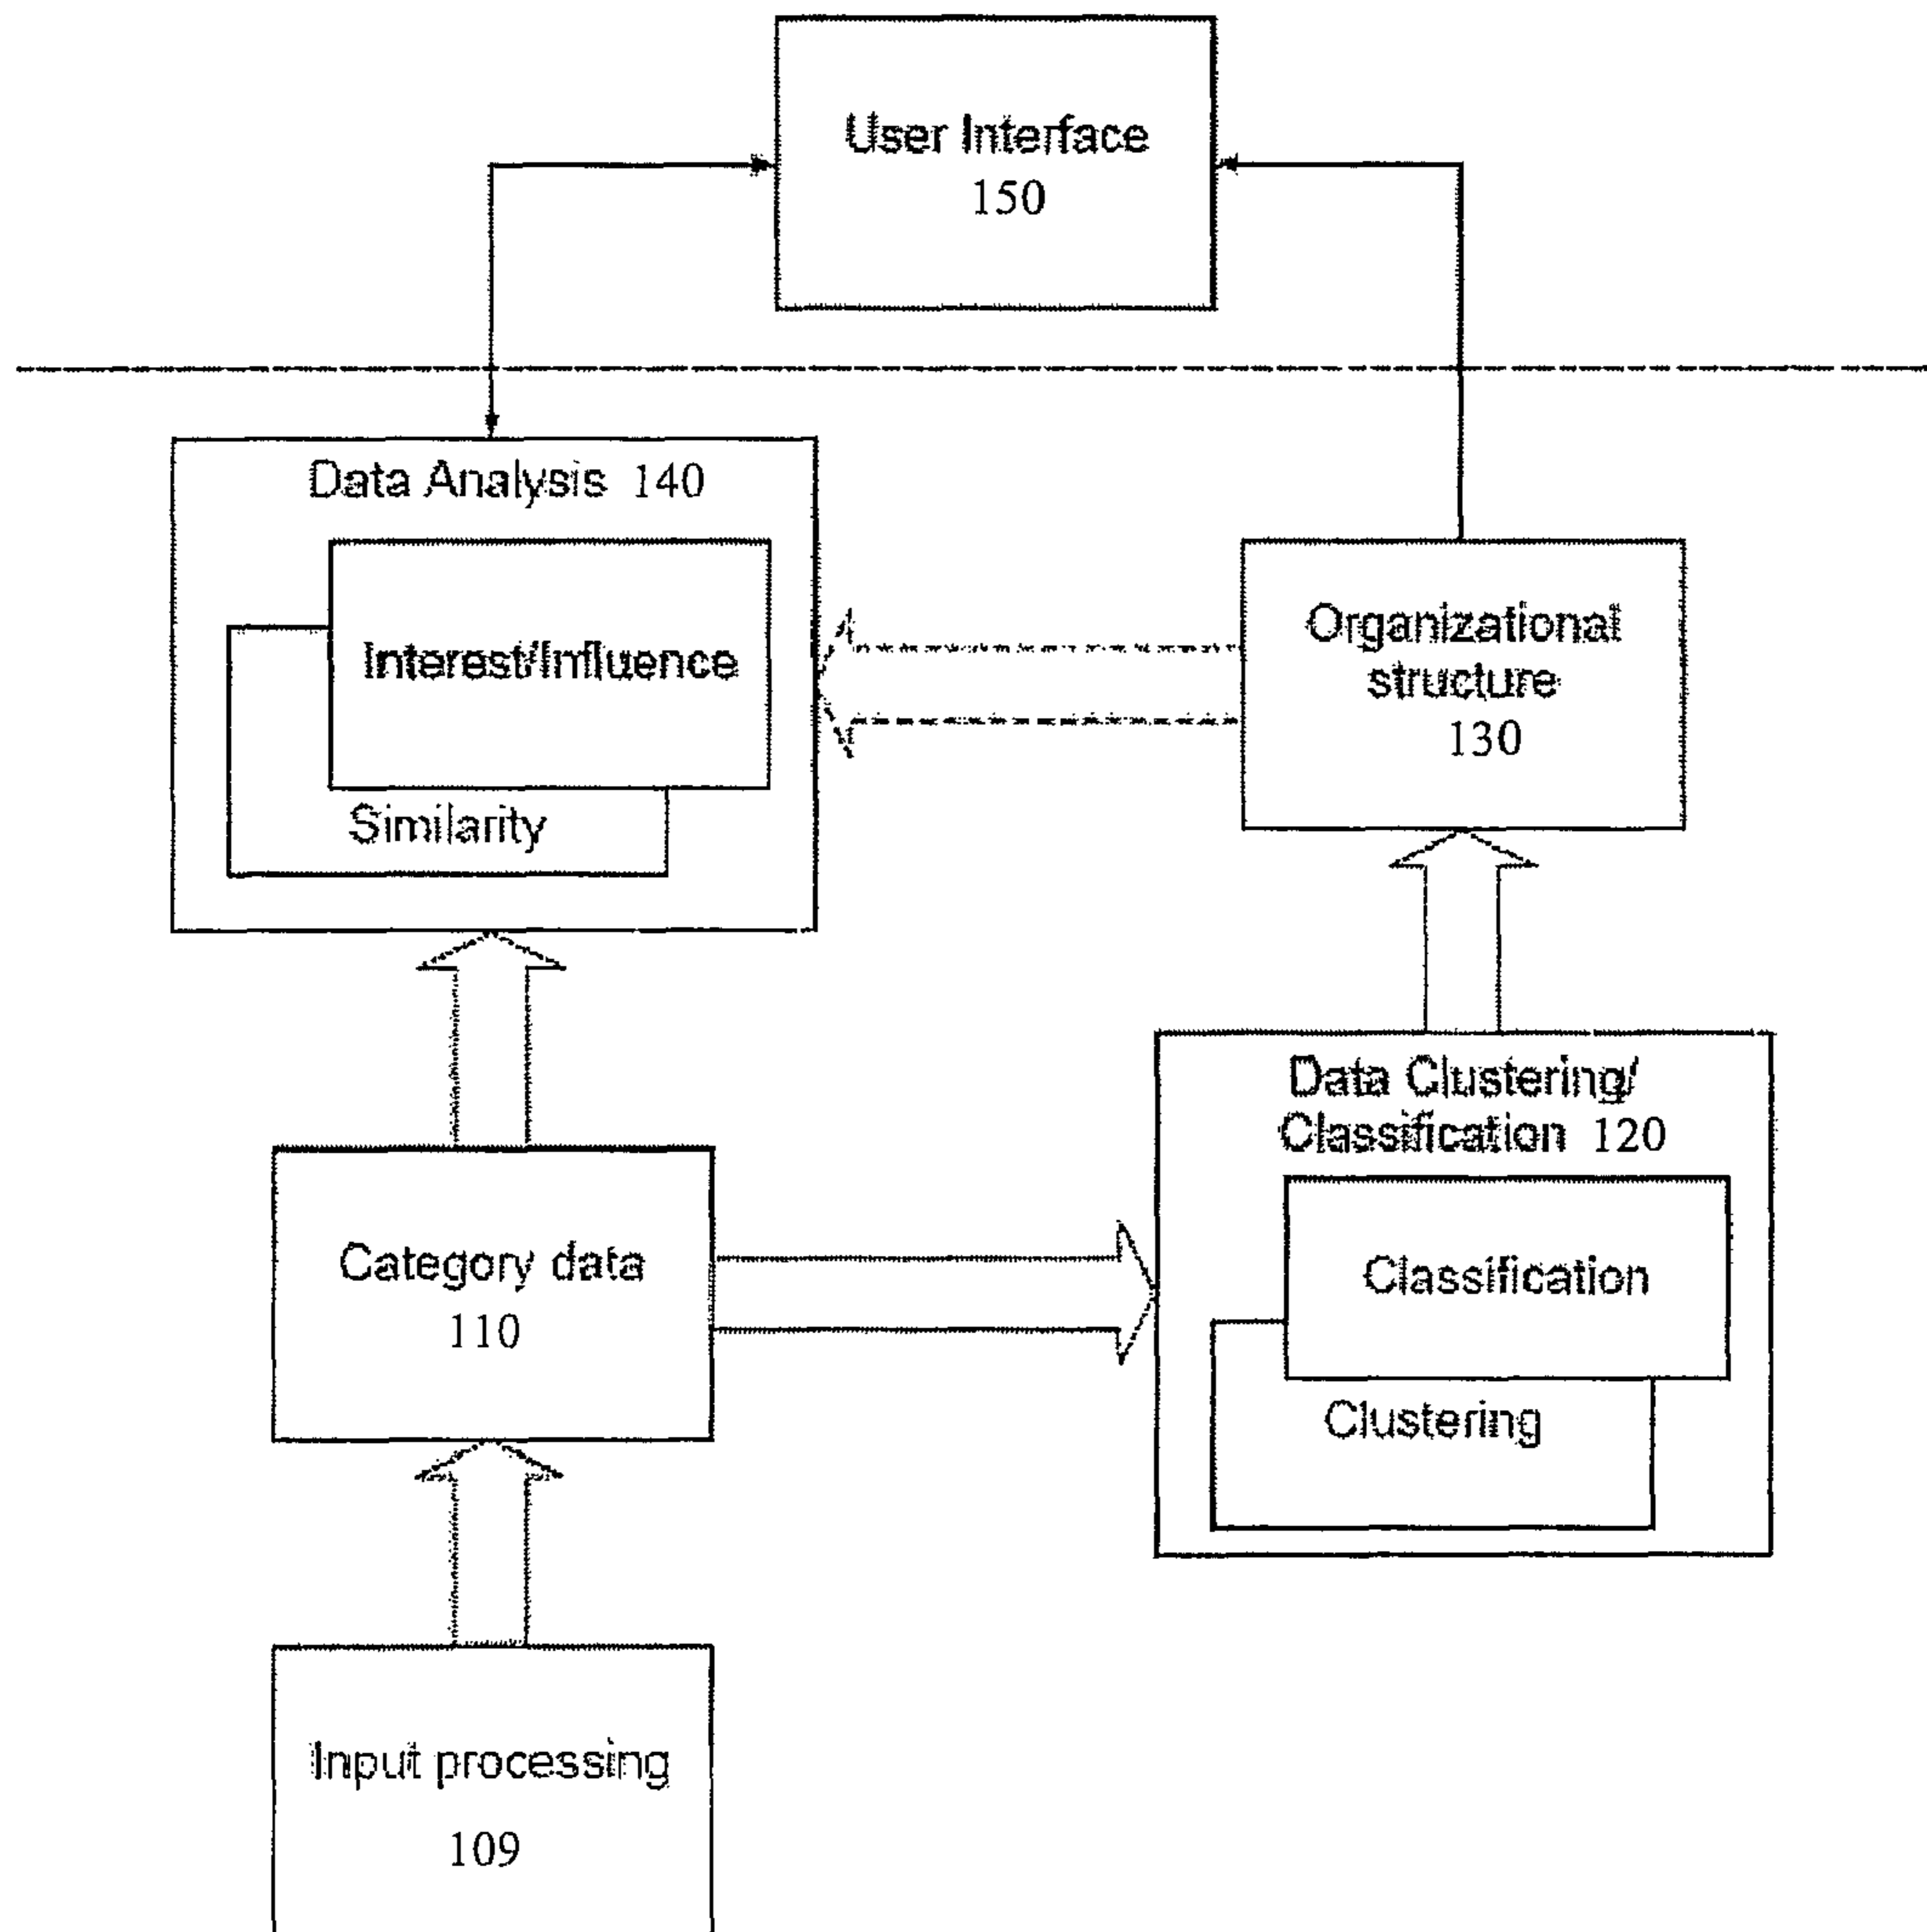 User Interface
150
Data Analysis 140
Interest/Influence
Similarity
Organizational
structure
130
Data Clustering/
Classification 120
Classification
Clustering
Category data
110
Input processing
109